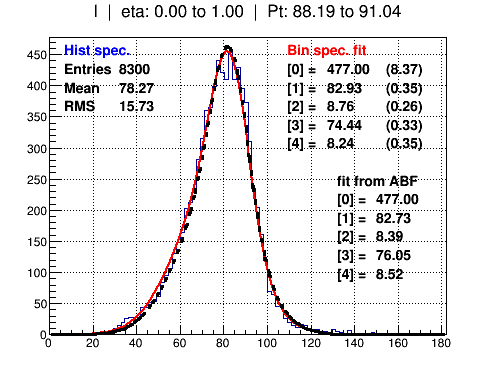 I | eta: 0.00 to 1.00 | Pt: 88.19 to 91.04
Hist spec.
Entries 8300
Mean 78.27
RMS 15.73
Bin spec. fit
[0] = 477.00 (8.37)
[1] = 82.93 (0.35)
[2] = 8.76 (0.26)
[3] = 74.44 (0.33)
[4] = 8.24 (0.35)
fit from ABF
[0] = 477.00
[1] = 82.73
[2] = 8.39
[3] = 76.05
[4] = 8.52
450
400
350
300
250
200
150
100
50
0
0 20 40 60 80 100 120 140 160 180